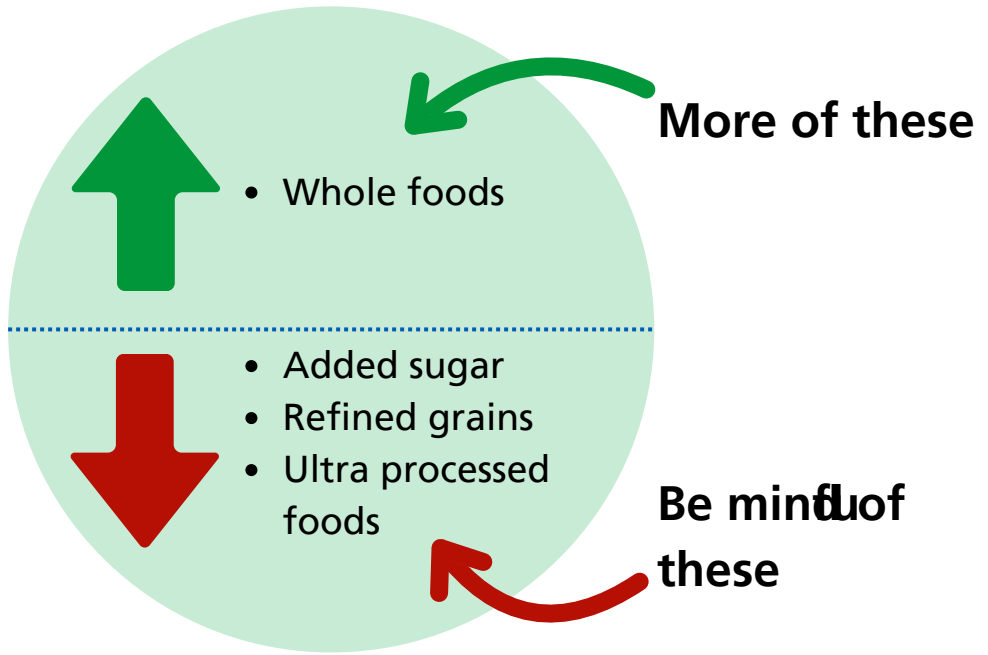 More of these
• Whole foods
• Added sugar
• Refined grains
• Ultra processed
foods
Be mindful of
these